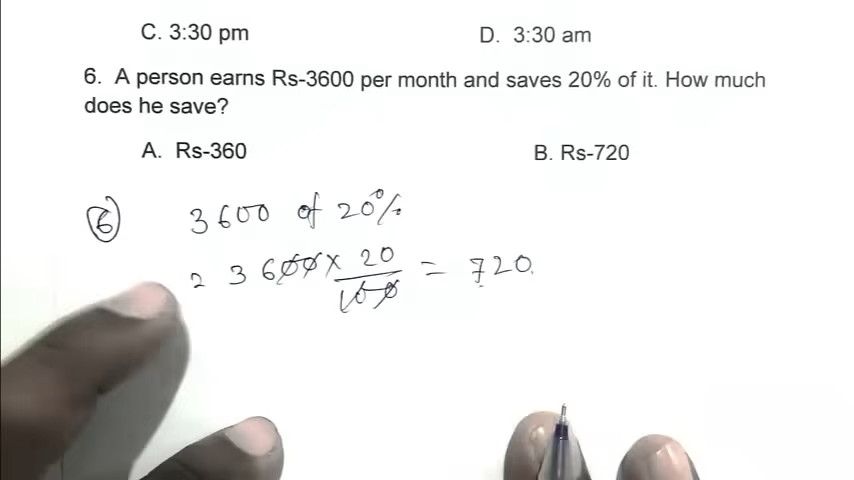 C. 3:30 pm D. 3:30 am
6. A person earns Rs-3600 per month and saves 20% of it. How much
does he save?
A. Rs-360 B. Rs-720
6 3600 of 20%
2 3600 x 20/100 = 720